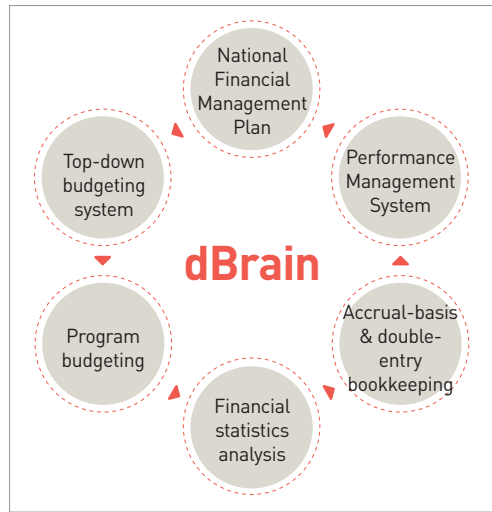 National
Financial
Management
Plan
Top-down
budgeting
system
Performance
Management
System
dBrain
Program
budgeting
Accrual-basis
& double-
entry
bookkeeping
Financial
statistics
analysis